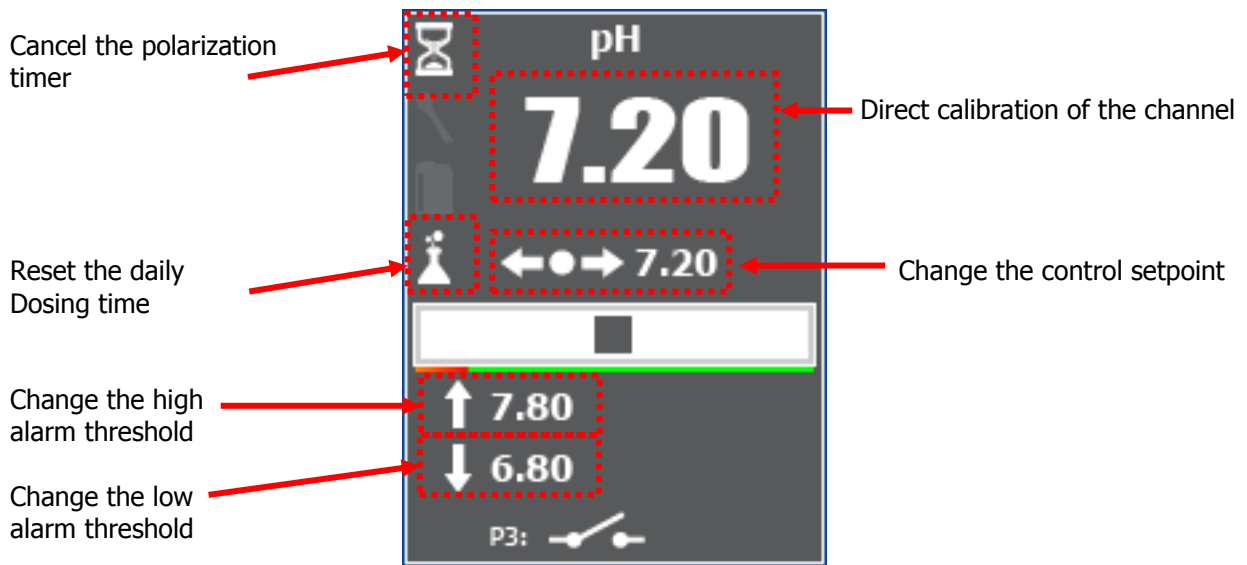 Cancel the polarization
timer
pH
7.20
Direct calibration of the channel
Reset the daily
Dosing time
7.20
Change the control setpoint
Change the high
alarm threshold
7.80
Change the low
alarm threshold
6.80
P3: